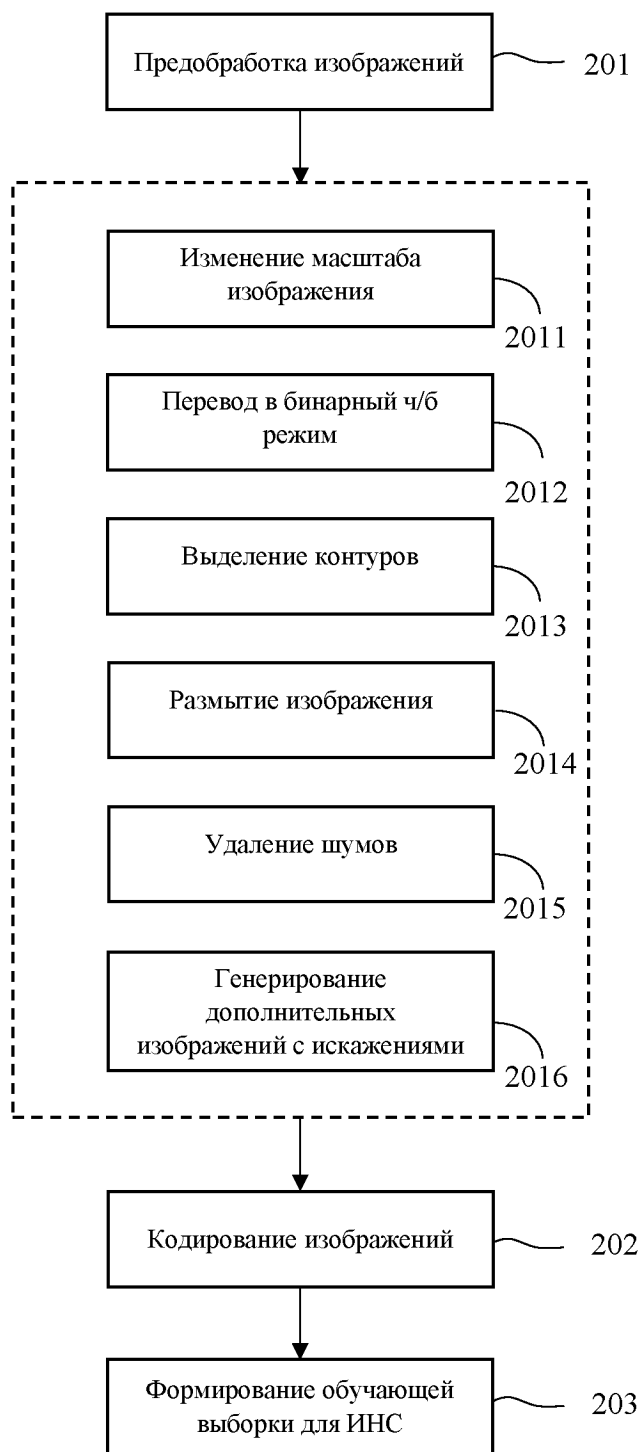 Предобработка изображений
201
Изменение масштаба
изображения
2011
Перевод в бинарный ч/б
режим
2012
Выделение контуров
2013
Размытие изображения
2014
Удаление шумов
2015
Генерирование
дополнительных
изображений с искажениями
2016
Кодирование изображений
202
Формирование обучающей
выборки для ИНС
203